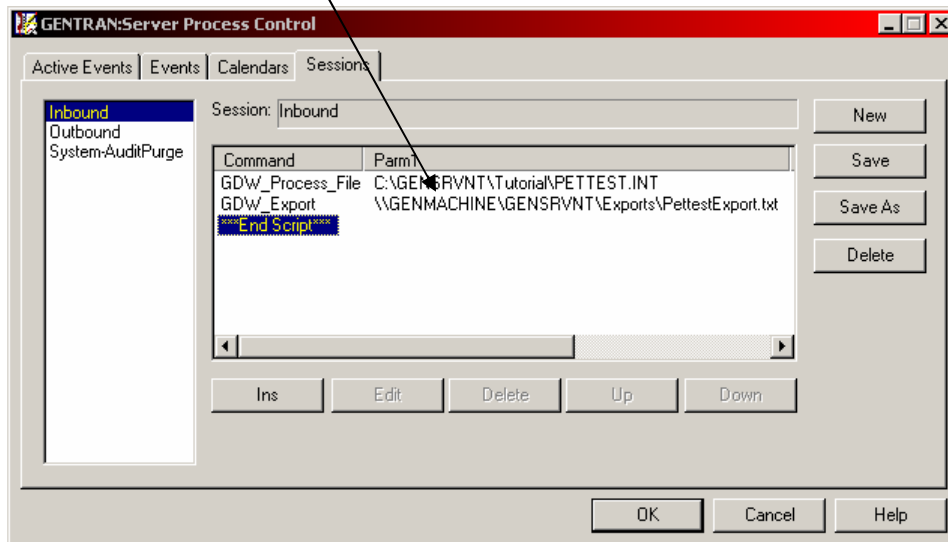 GENTRAN:Server Process Control
Active Events Events Calendars Sessions
Inbound
Outbound
System-AuditPurge
Session: Inbound
Command Parm1
GDW_Process_File C:\GENSRVNT\Tutorial\PETTEST.INT
GDW_Export \\GENMACHINE\GENSRVNT\Exports\PettestExport.txt
***End Script***
New
Save
Save As
Delete
Ins Edit Delete Up Down
OK Cancel Help